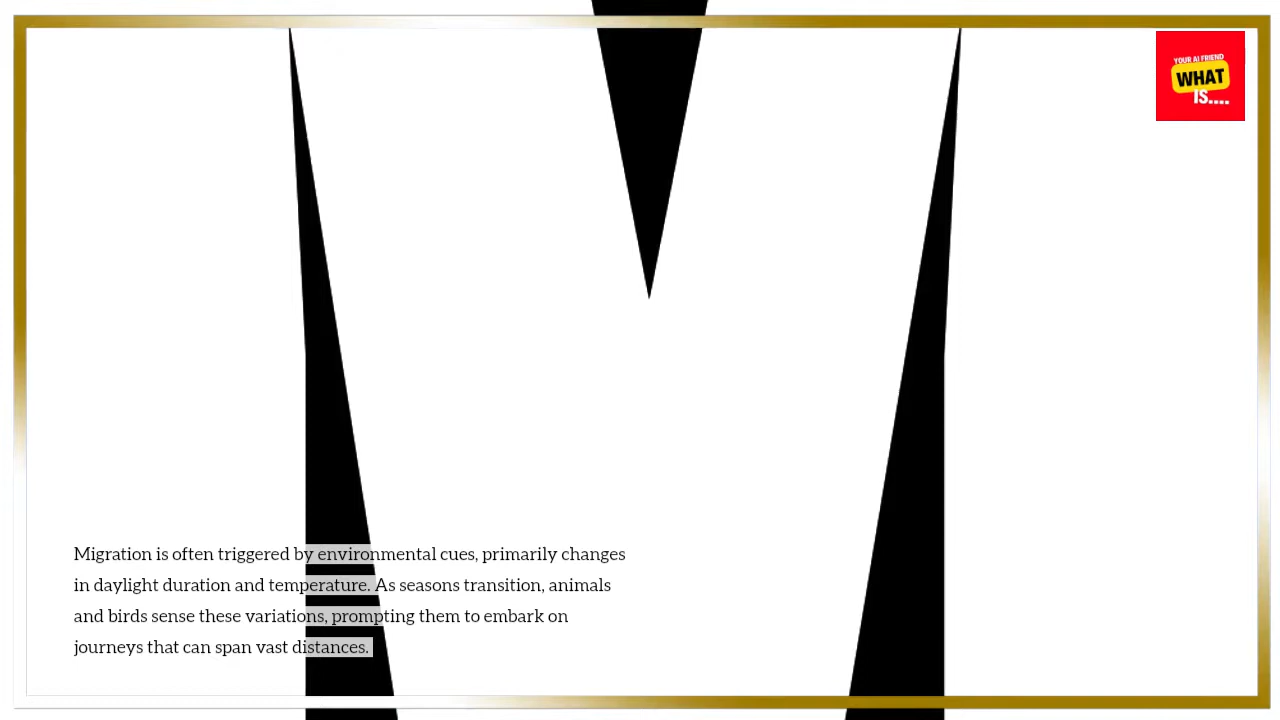 YOUR AI FRIEND
WHAT
IS....
Migration is often triggered by environmental cues, primarily changes
in daylight duration and temperature. As seasons transition, animals
and birds sense these variations, prompting them to embark on
journeys that can span vast distances.